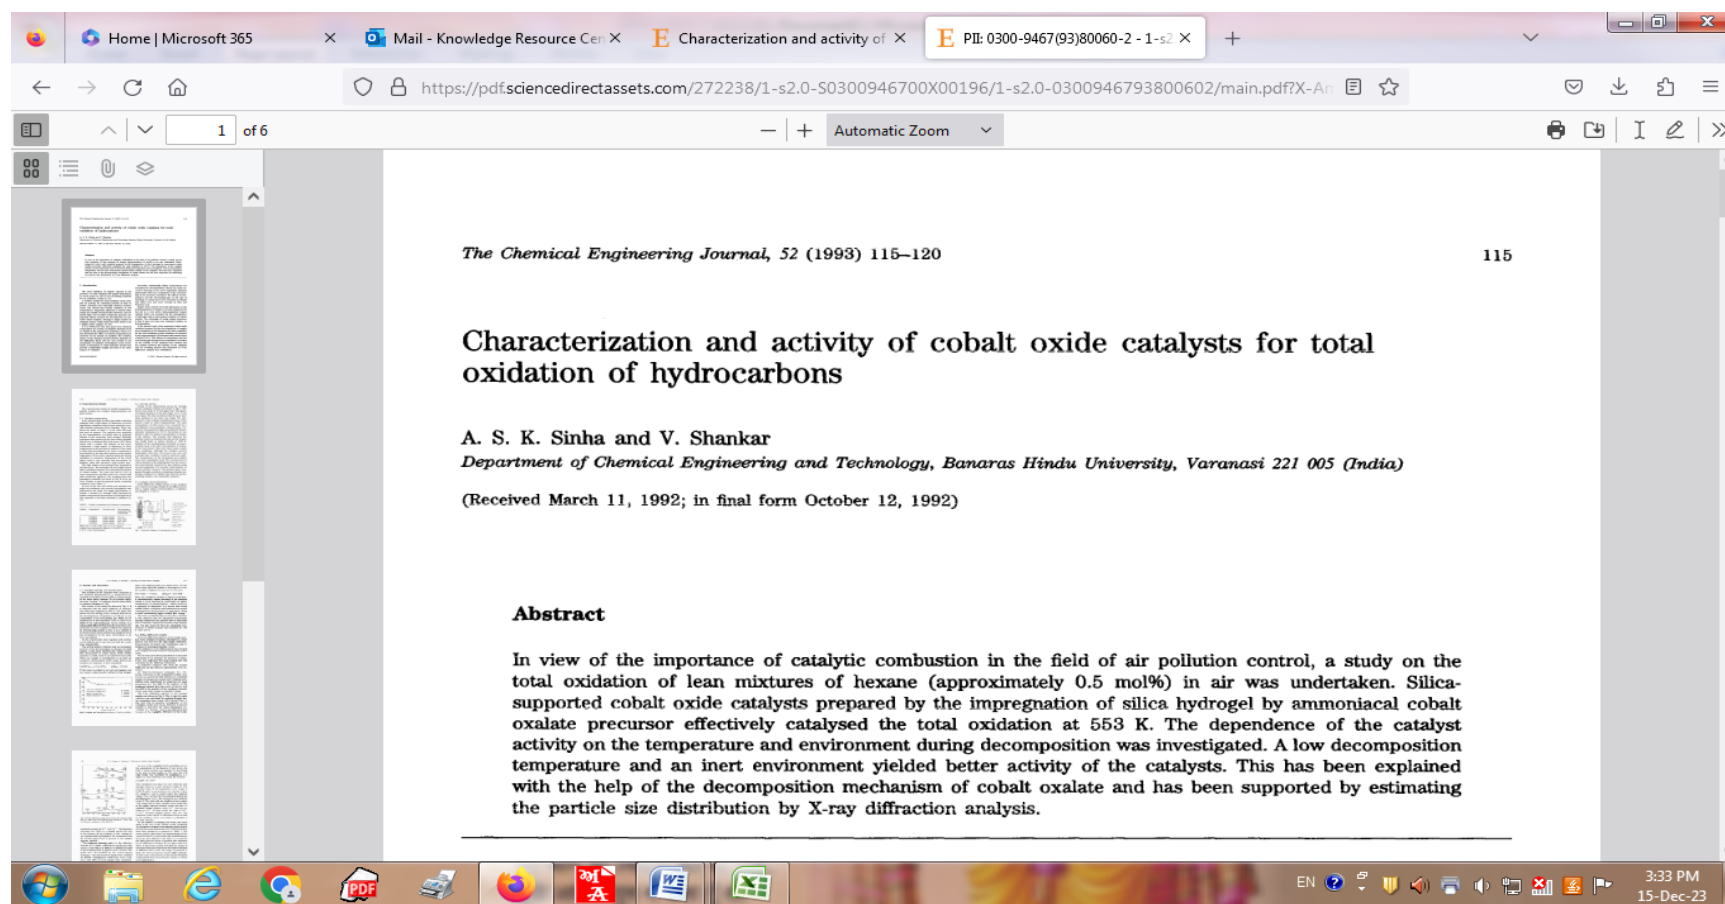 Home | Microsoft 365
Mail - Knowledge Resource Cen
Characterization and activity of
PII: 0300-9467(93)80060-2 - 1-s2
https://pdf.sciencedirectassets.com/272238/1-s2.0-S0300946700X00196/1-s2.0-0300946793800602/main.pdf?X-Am
1 of 6
Automatic Zoom
The Chemical Engineering Journal, 52 (1993) 115–120
115
Characterization and activity of cobalt oxide catalysts for total
oxidation of hydrocarbons
A. S. K. Sinha and V. Shankar
Department of Chemical Engineering and Technology, Banaras Hindu University, Varanasi 221 005 (India)
(Received March 11, 1992; in final form October 12, 1992)
Abstract
In view of the importance of catalytic combustion in the field of air pollution control, a study on the
total oxidation of lean mixtures of hexane (approximately 0.5 mol%) in air was undertaken. Silica-
supported cobalt oxide catalysts prepared by the impregnation of silica hydrogel by ammoniacal cobalt
oxalate precursor effectively catalysed the total oxidation at 553 K. The dependence of the catalyst
activity on the temperature and environment during decomposition was investigated. A low decomposition
temperature and an inert environment yielded better activity of the catalysts. This has been explained
with the help of the decomposition mechanism of cobalt oxalate and has been supported by estimating
the particle size distribution by X-ray diffraction analysis.
PDF
EN
3:33 PM
15-Dec-23